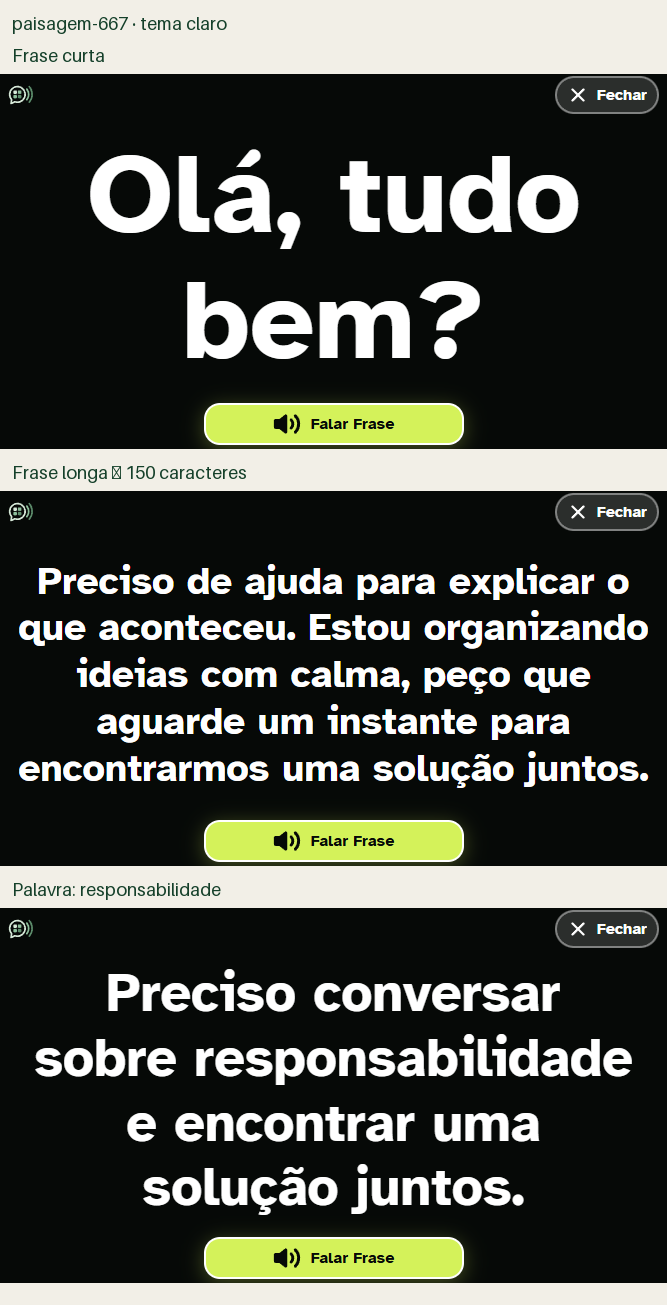 paisagem-667 · tema claro
Frase curta
Fechar
Olá, tudo
bem?
Falar Frase
Frase longa 150 caracteres
Fechar
Preciso de ajuda para explicar o
que aconteceu. Estou organizando
ideias com calma, peço que
aguarde um instante para
encontrarmos uma solução juntos.
Falar Frase
Palavra: responsabilidade
Fechar
Preciso conversar
sobre responsabilidade
e encontrar uma
solução juntos.
Falar Frase